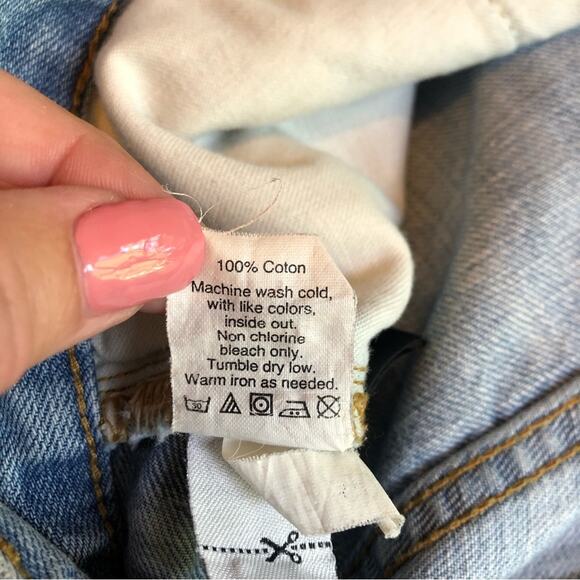 100% Coton
Machine wash cold,
with like colors,
inside out.
Non chlorine
bleach only.
Tumble dry low.
Warm iron as needed.
30